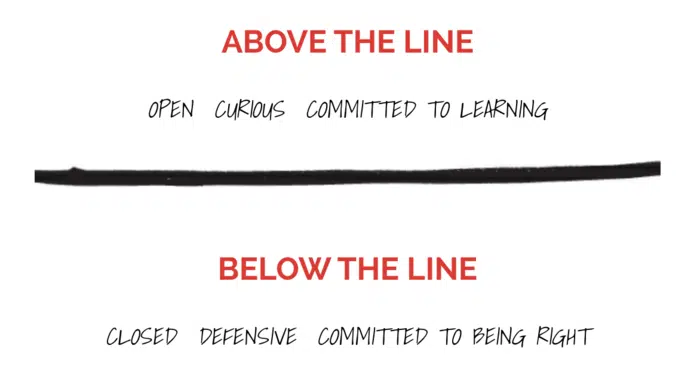 ABOVE THE LINE
OPEN CURIOUS COMMITTED TO LEARNING
BELOW THE LINE
CLOSED DEFENSIVE COMMITTED TO BEING RIGHT